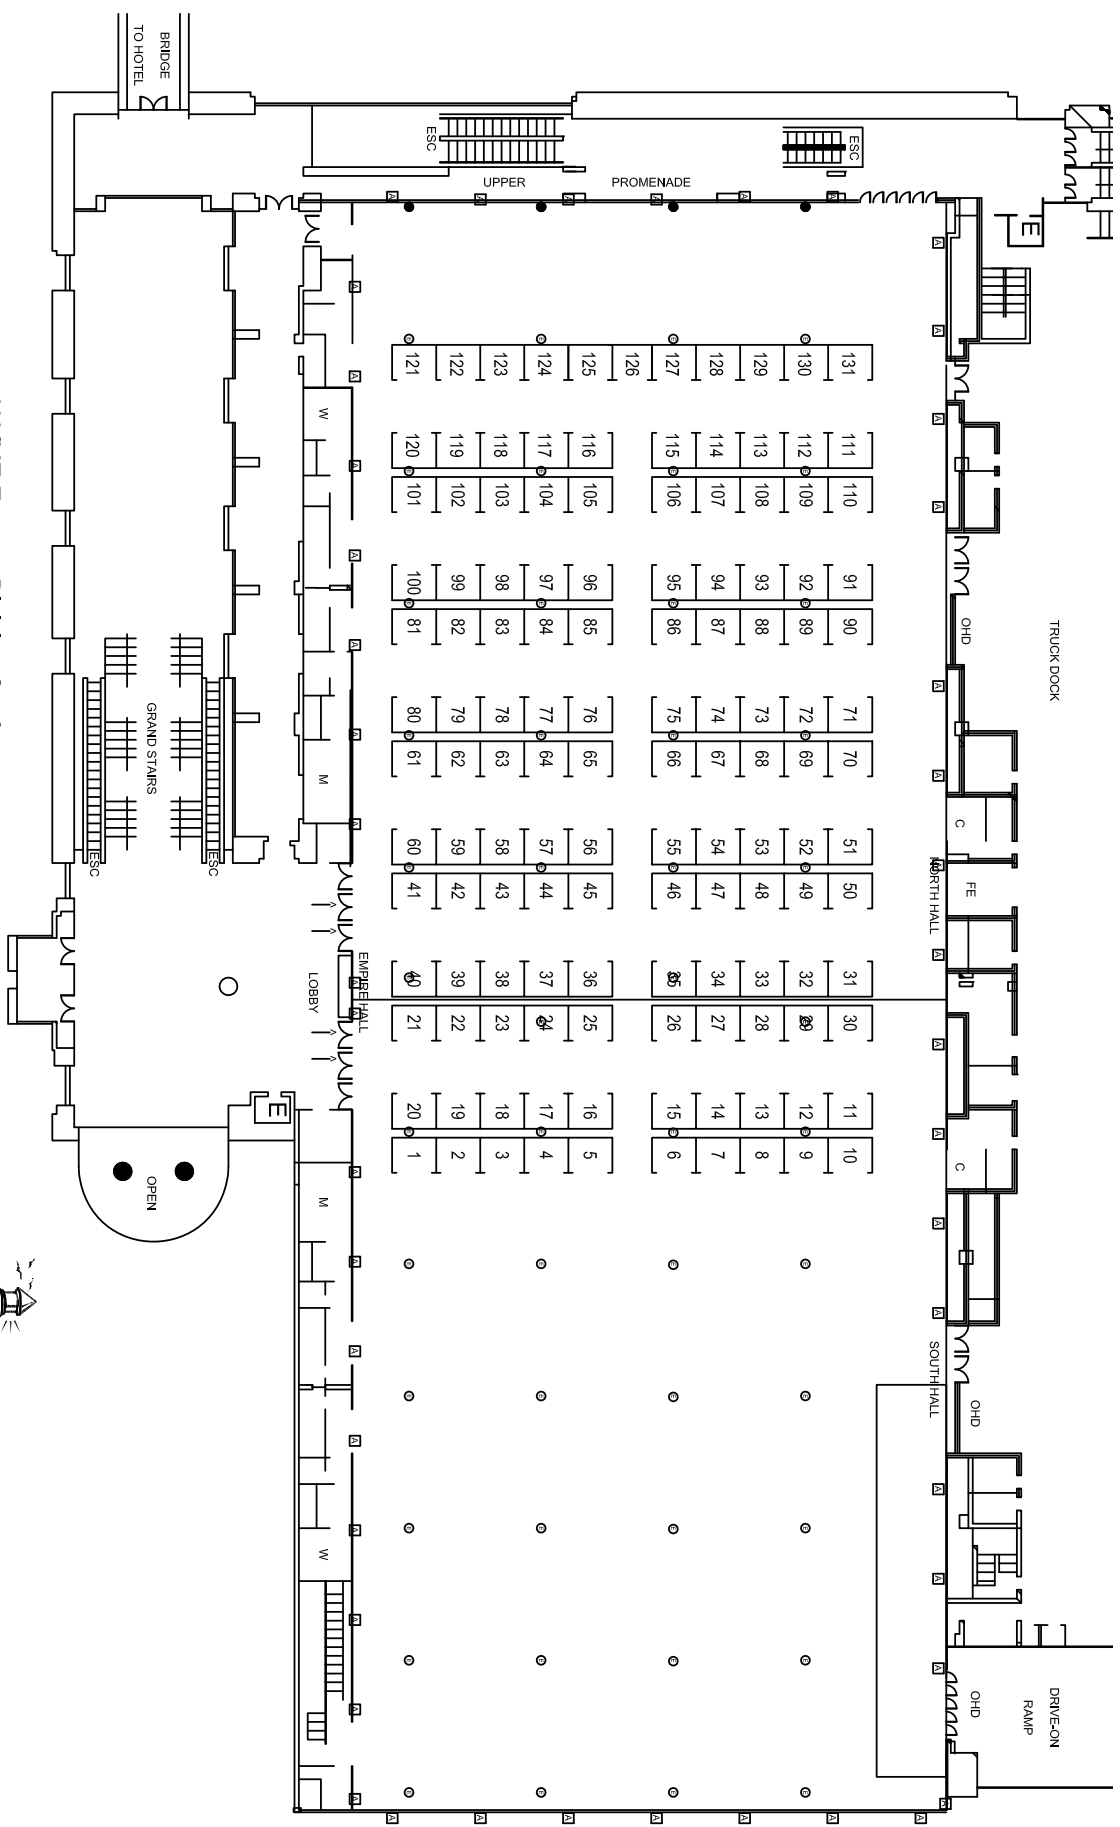 BRIDGE
TO HOTEL
ESC
ESC
UPPER
PROMENADE
E
121 122 123 124 125 126 127 128 129 130 131
W
120 119 118 117 116 115 114 113 112 111
101 102 103 104 105 106 107 108 109 110
100 99 98 97 96 95 94 93 92 91
81 82 83 84 85 86 87 88 89 90
OHD
TRUCK DOCK
GRAND STAIRS
80 79 78 77 76 75 74 73 72 71
61 62 63 64 65 66 67 68 69 70
M
C
ESC
ESC
60 59 58 57 56 55 54 53 52 51
41 42 43 44 45 46 47 48 49 50
NORTH HALL
FE
LOBBY
EMPIRE HALL
40 39 38 37 36 35 34 33 32 31
21 22 23 24 25 26 27 28 29 30
E
20 19 18 17 16 15 14 13 12 11
1 2 3 4 5 6 7 8 9 10
C
OPEN
M
SOUTH HALL
OHD
W
OHD
DRIVE-ON
RAMP